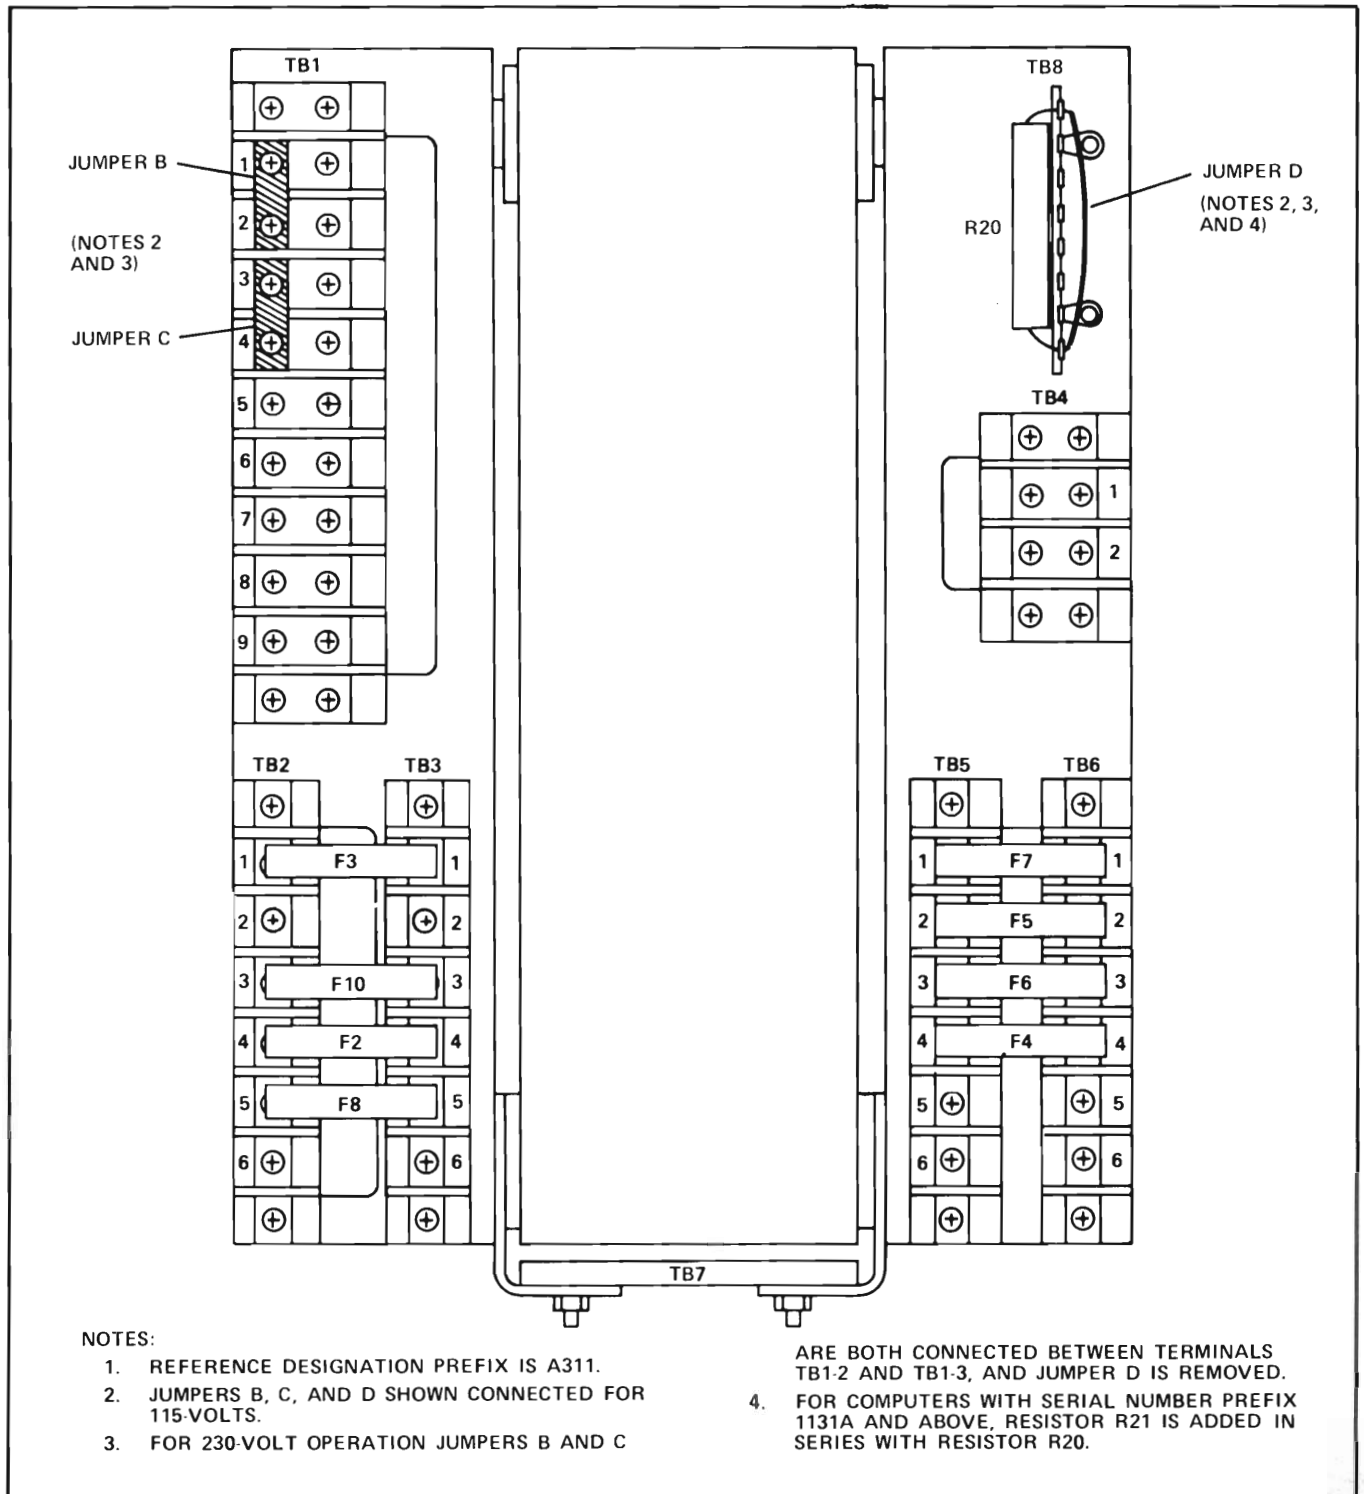 TB1
TB8
JUMPER B
1
JUMPER D
(NOTES 2, 3,
AND 4)
2
R20
(NOTES 2
AND 3)
3
JUMPER C
4
TB4
5
6
1
7
2
8
9
TB2
TB3
TB5
TB6
1
F3
1
1
F7
1
2
2
2
F5
2
3
F10
3
3
F6
3
4
F2
4
4
F4
4
5
F8
5
5
5
6
6
6
6
TB7
NOTES:
1. REFERENCE DESIGNATION PREFIX IS A311.
2. JUMPERS B, C, AND D SHOWN CONNECTED FOR
115-VOLTS.
3. FOR 230-VOLT OPERATION JUMPERS B AND C
ARE BOTH CONNECTED BETWEEN TERMINALS
TB1-2 AND TB1-3, AND JUMPER D IS REMOVED.
4. FOR COMPUTERS WITH SERIAL NUMBER PREFIX
1131A AND ABOVE, RESISTOR R21 IS ADDED IN
SERIES WITH RESISTOR R20.